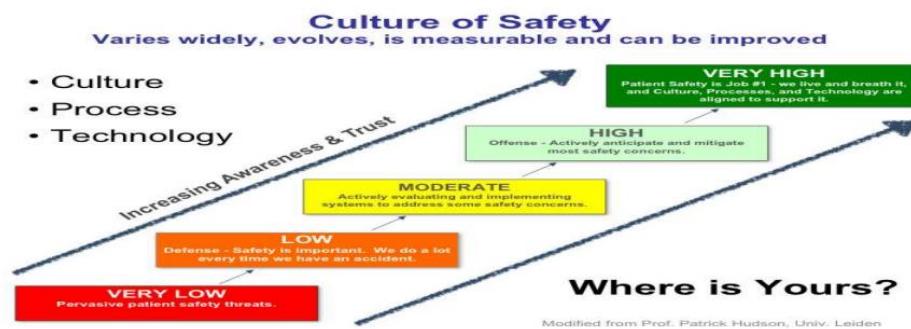 Culture of Safety
Varies widely, evolves, is measurable and can be improved
• Culture
• Process
• Technology
Increasing Awareness & Trust
VERY HIGH
Patient Safety is Job #1 - we live and breath it,
and Culture, Processes, and Technology are
aligned to support it.
HIGH
Offense - Actively anticipate and mitigate
most safety concerns.
MODERATE
Actively evaluating and implementing
systems to address some safety concerns.
LOW
Defense - Safety is important. We do a lot
every time we have an accident.
VERY LOW
Pervasive patient safety threats.
Where is Yours?
Modified from Prof. Patrick Hudson, Univ. Leiden